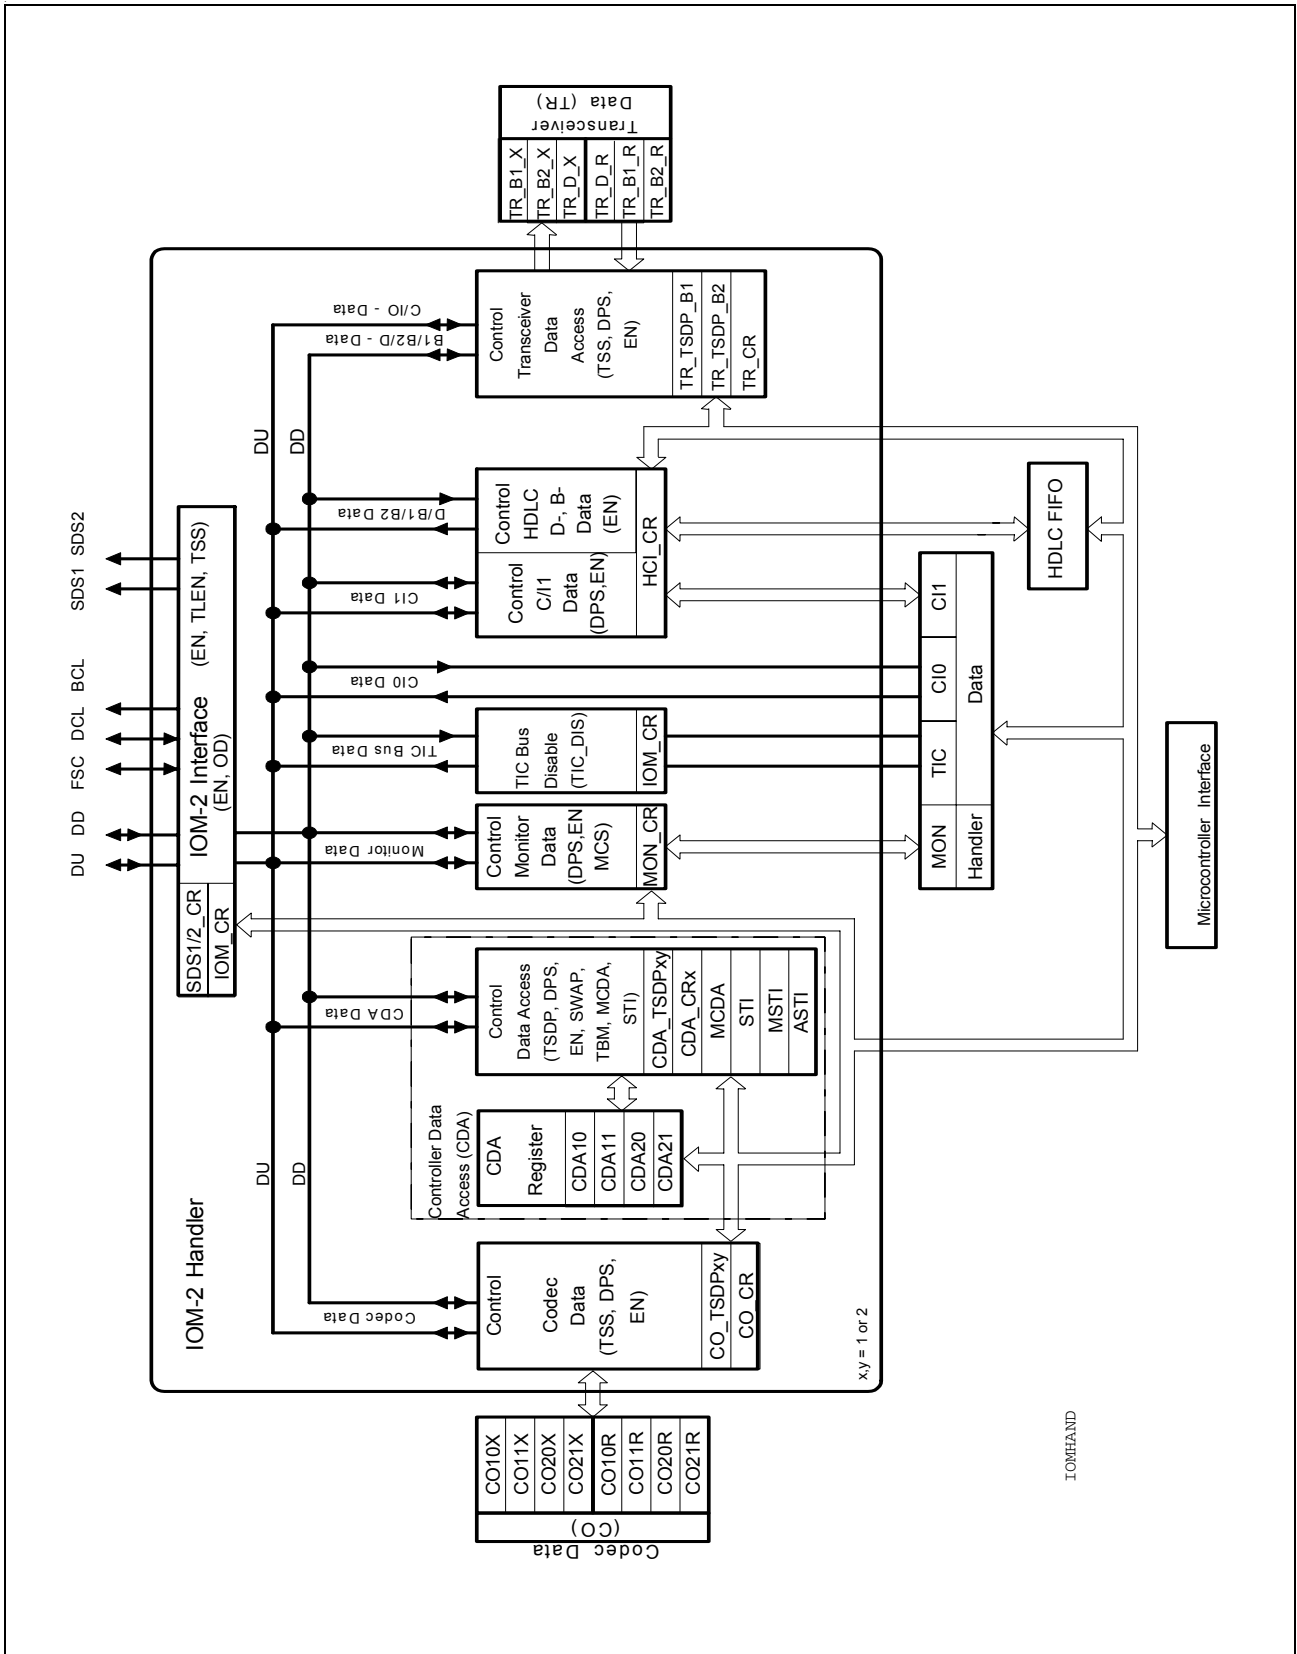 Transceiver
Data (TR)
TR_B1_X
TR_B2_X
TR_D_X
TR_D_R
TR_B1_R
TR_B2_R
C/IO - Data
B1/B2/D - Data
Control
Transceiver
Data
Access
(TSS, DPS,
EN)
TR_TSDP_B1
TR_TSDP_B2
TR_CR
DU
DD
SDS2
SDS1
BCL
DCL
FSC
DD
DU
IOM-2 Interface
(EN, OD)
(EN, TLEN, TSS)
SDS1/2_CR
IOM_CR
D/B1/B2 Data
CI1 Data
Control
HDLC
D-, B-
Data
(EN)
Control
C/I1
Data
(DPS,EN)
HCI_CR
HDLC FIFO
CI0 Data
TIC Bus Data
TIC Bus
Disable
(TIC_DIS)
IOM_CR
Monitor Data
Control
Monitor
Data
(DPS,EN
MCS)
MON_CR
MON
TIC
CI0
CI1
Handler
Data
Microcontroller Interface
CDA Data
Control
Data Access
(TSDP, DPS,
EN, SWAP,
TBM, MCDA,
STI)
CDA_TSDPxy
CDA_CRx
MCDA
STI
MSTI
ASTI
Controller Data
Access (CDA)
CDA
Register
CDA10
CDA11
CDA20
CDA21
DU
DD
IOM-2 Handler
Codec Data
Control
Codec
Data
(TSS, DPS,
EN)
CO_TSDPxy
CO_CR
x,y = 1 or 2
CO10X
CO11X
CO20X
CO21X
CO10R
CO11R
CO20R
CO21R
Codec Data
(CO)
IOMHAND